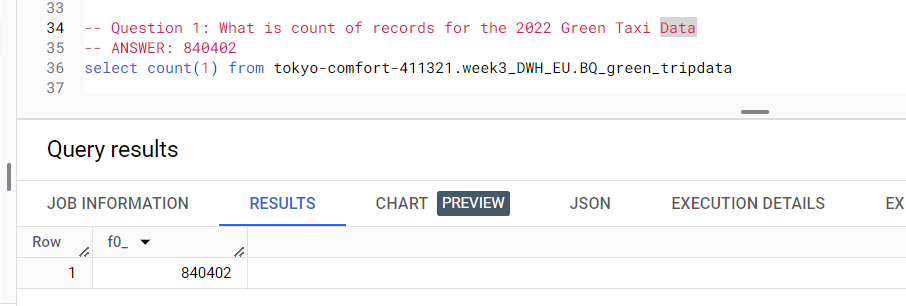 33
34 -- Question 1: What is count of records for the 2022 Green Taxi Data
35 -- ANSWER: 840402
36 select count(1) from tokyo-comfort-411321.week3_DWH_EU.BQ_green_tripdata
37
Query results
JOB INFORMATION RESULTS CHART PREVIEW JSON EXECUTION DETAILS EX
Row f0_
1 840402